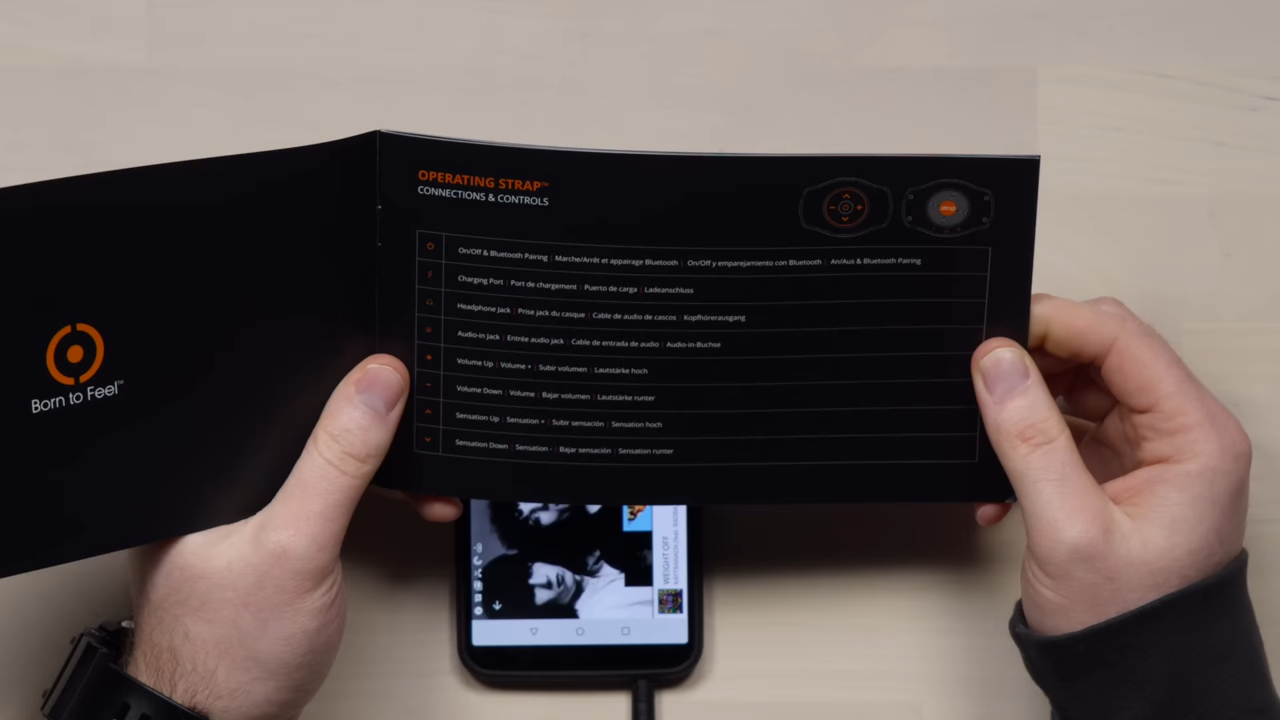 Born to Feel™
OPERATING STRAP™
CONNECTIONS & CONTROLS
On/Off & Bluetooth Pairing | Marche/Arrêt et appairage Bluetooth | On/Off y emparejamiento con Bluetooth | An/Aus & Bluetooth Pairing
Charging Port | Port de chargement | Puerto de carga | Ladeanschluss
Headphone Jack | Prise jack du casque | Cable de audio de cascos | Kopfhörerausgang
Audio-in Jack | Entrée audio jack | Cable de entrada de audio | Audio-in-Buchse
Volume Up | Volume + | Subir volumen | Lautstärke hoch
Volume Down | Volume | Bajar volumen | Lautstärke runter
Sensation Up | Sensation + | Subir sensación | Sensation hoch
Sensation Down | Sensation - | Bajar sensación | Sensation runter
WEIGHT OFF